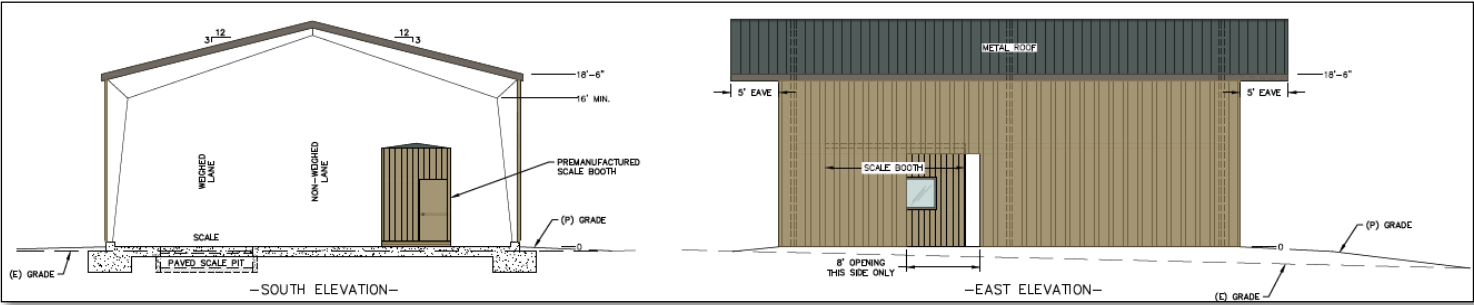 12
3
12
3
18'-6"
16' MIN.
WEIGHED
LANE
NON-WEIGHED
LANE
PREMANUFACTURED
SCALE BOOTH
(P) GRADE
SCALE
0
(E) GRADE
PAVED SCALE PIT
-SOUTH ELEVATION-
METAL ROOF
18'-6"
5' EAVE
5' EAVE
SCALE BOOTH
(P) GRADE
0
8' OPENING
THIS SIDE ONLY
-EAST ELEVATION-
(E) GRADE